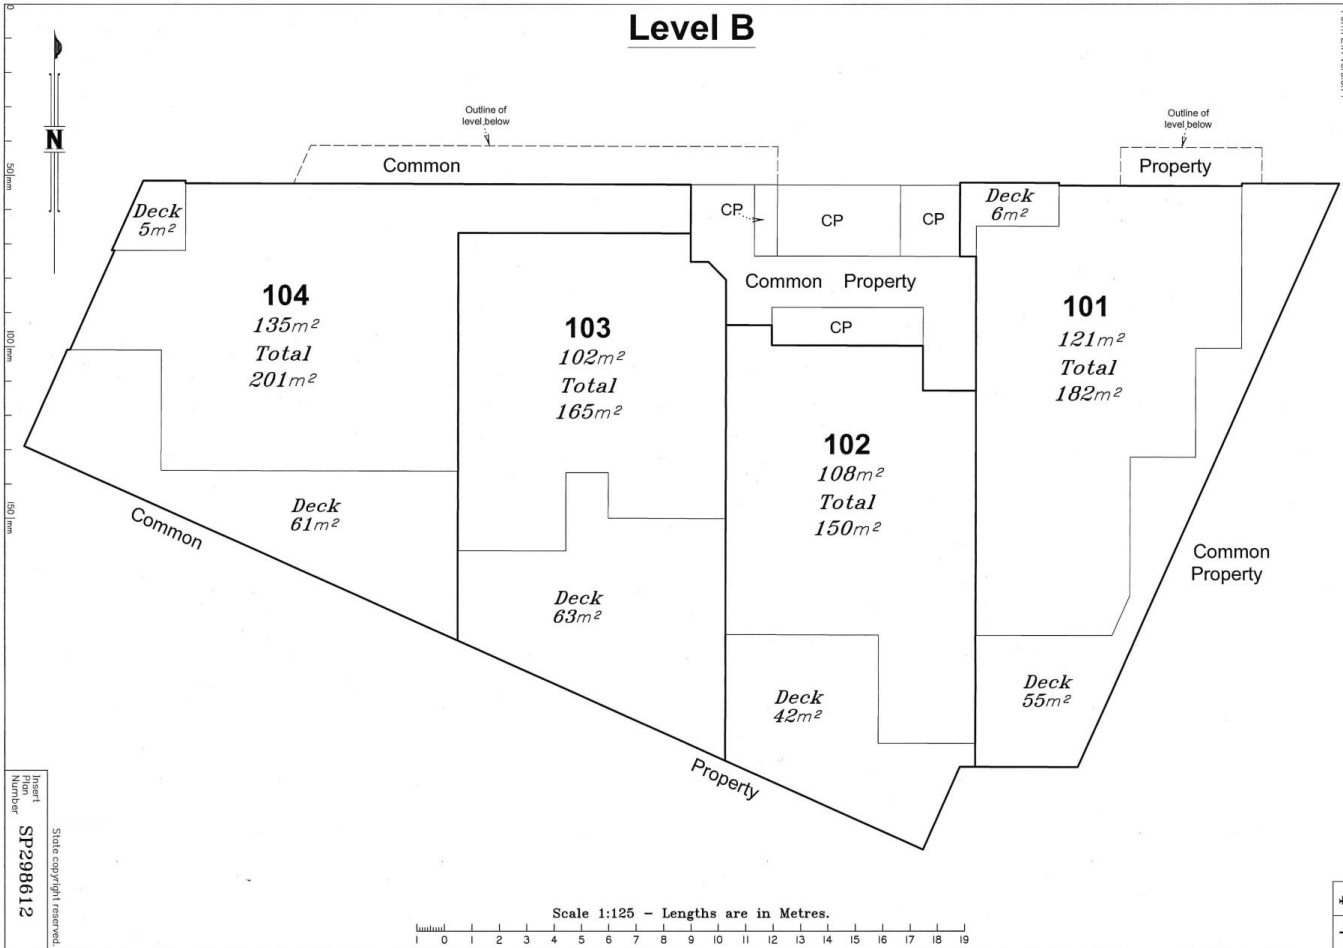 Level B
N
Outline of
level below
Outline of
level below
Common
Property
Deck
5m²
CP
CP
CP
Deck
6m²
Common Property
CP
104
135m²
Total
201m²
103
102m²
Total
165m²
101
121m²
Total
182m²
102
108m²
Total
150m²
Deck
61m²
Common
Deck
63m²
Common
Property
Deck
42m²
Deck
55m²
Property
0
50 mm
100 mm
150 mm
Insert
Plan
Number
SP298612
State copyright reserved.
Scale 1:125 - Lengths are in Metres.
1 0 1 2 3 4 5 6 7 8 9 10 11 12 13 14 15 16 17 18 19